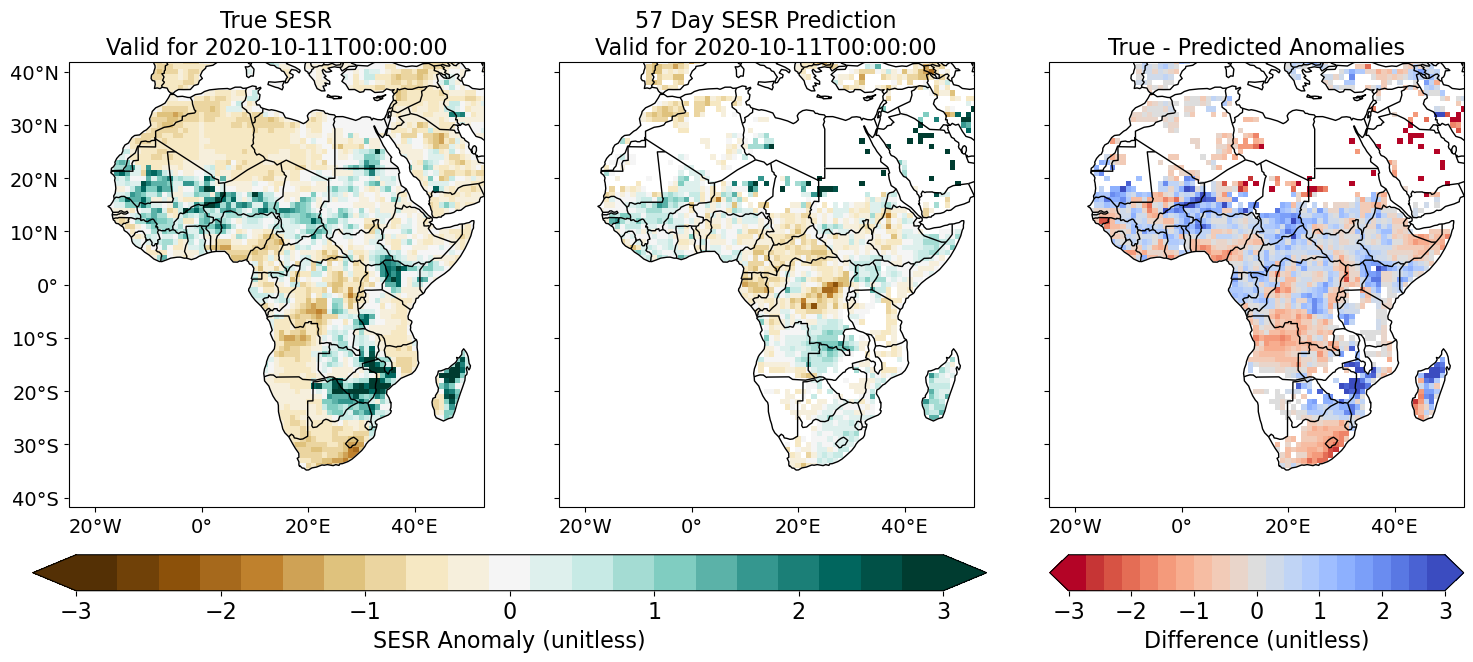 True SESR
Valid for 2020-10-11T00:00:00
57 Day SESR Prediction
Valid for 2020-10-11T00:00:00
True - Predicted Anomalies
40°N
30°N
20°N
10°N
0°
10°S
20°S
30°S
40°S
20°W 0° 20°E 40°E
20°W 0° 20°E 40°E
20°W 0° 20°E 40°E
−3 −2 −1 0 1 2 3
SESR Anomaly (unitless)
−3 −2 −1 0 1 2 3
Difference (unitless)